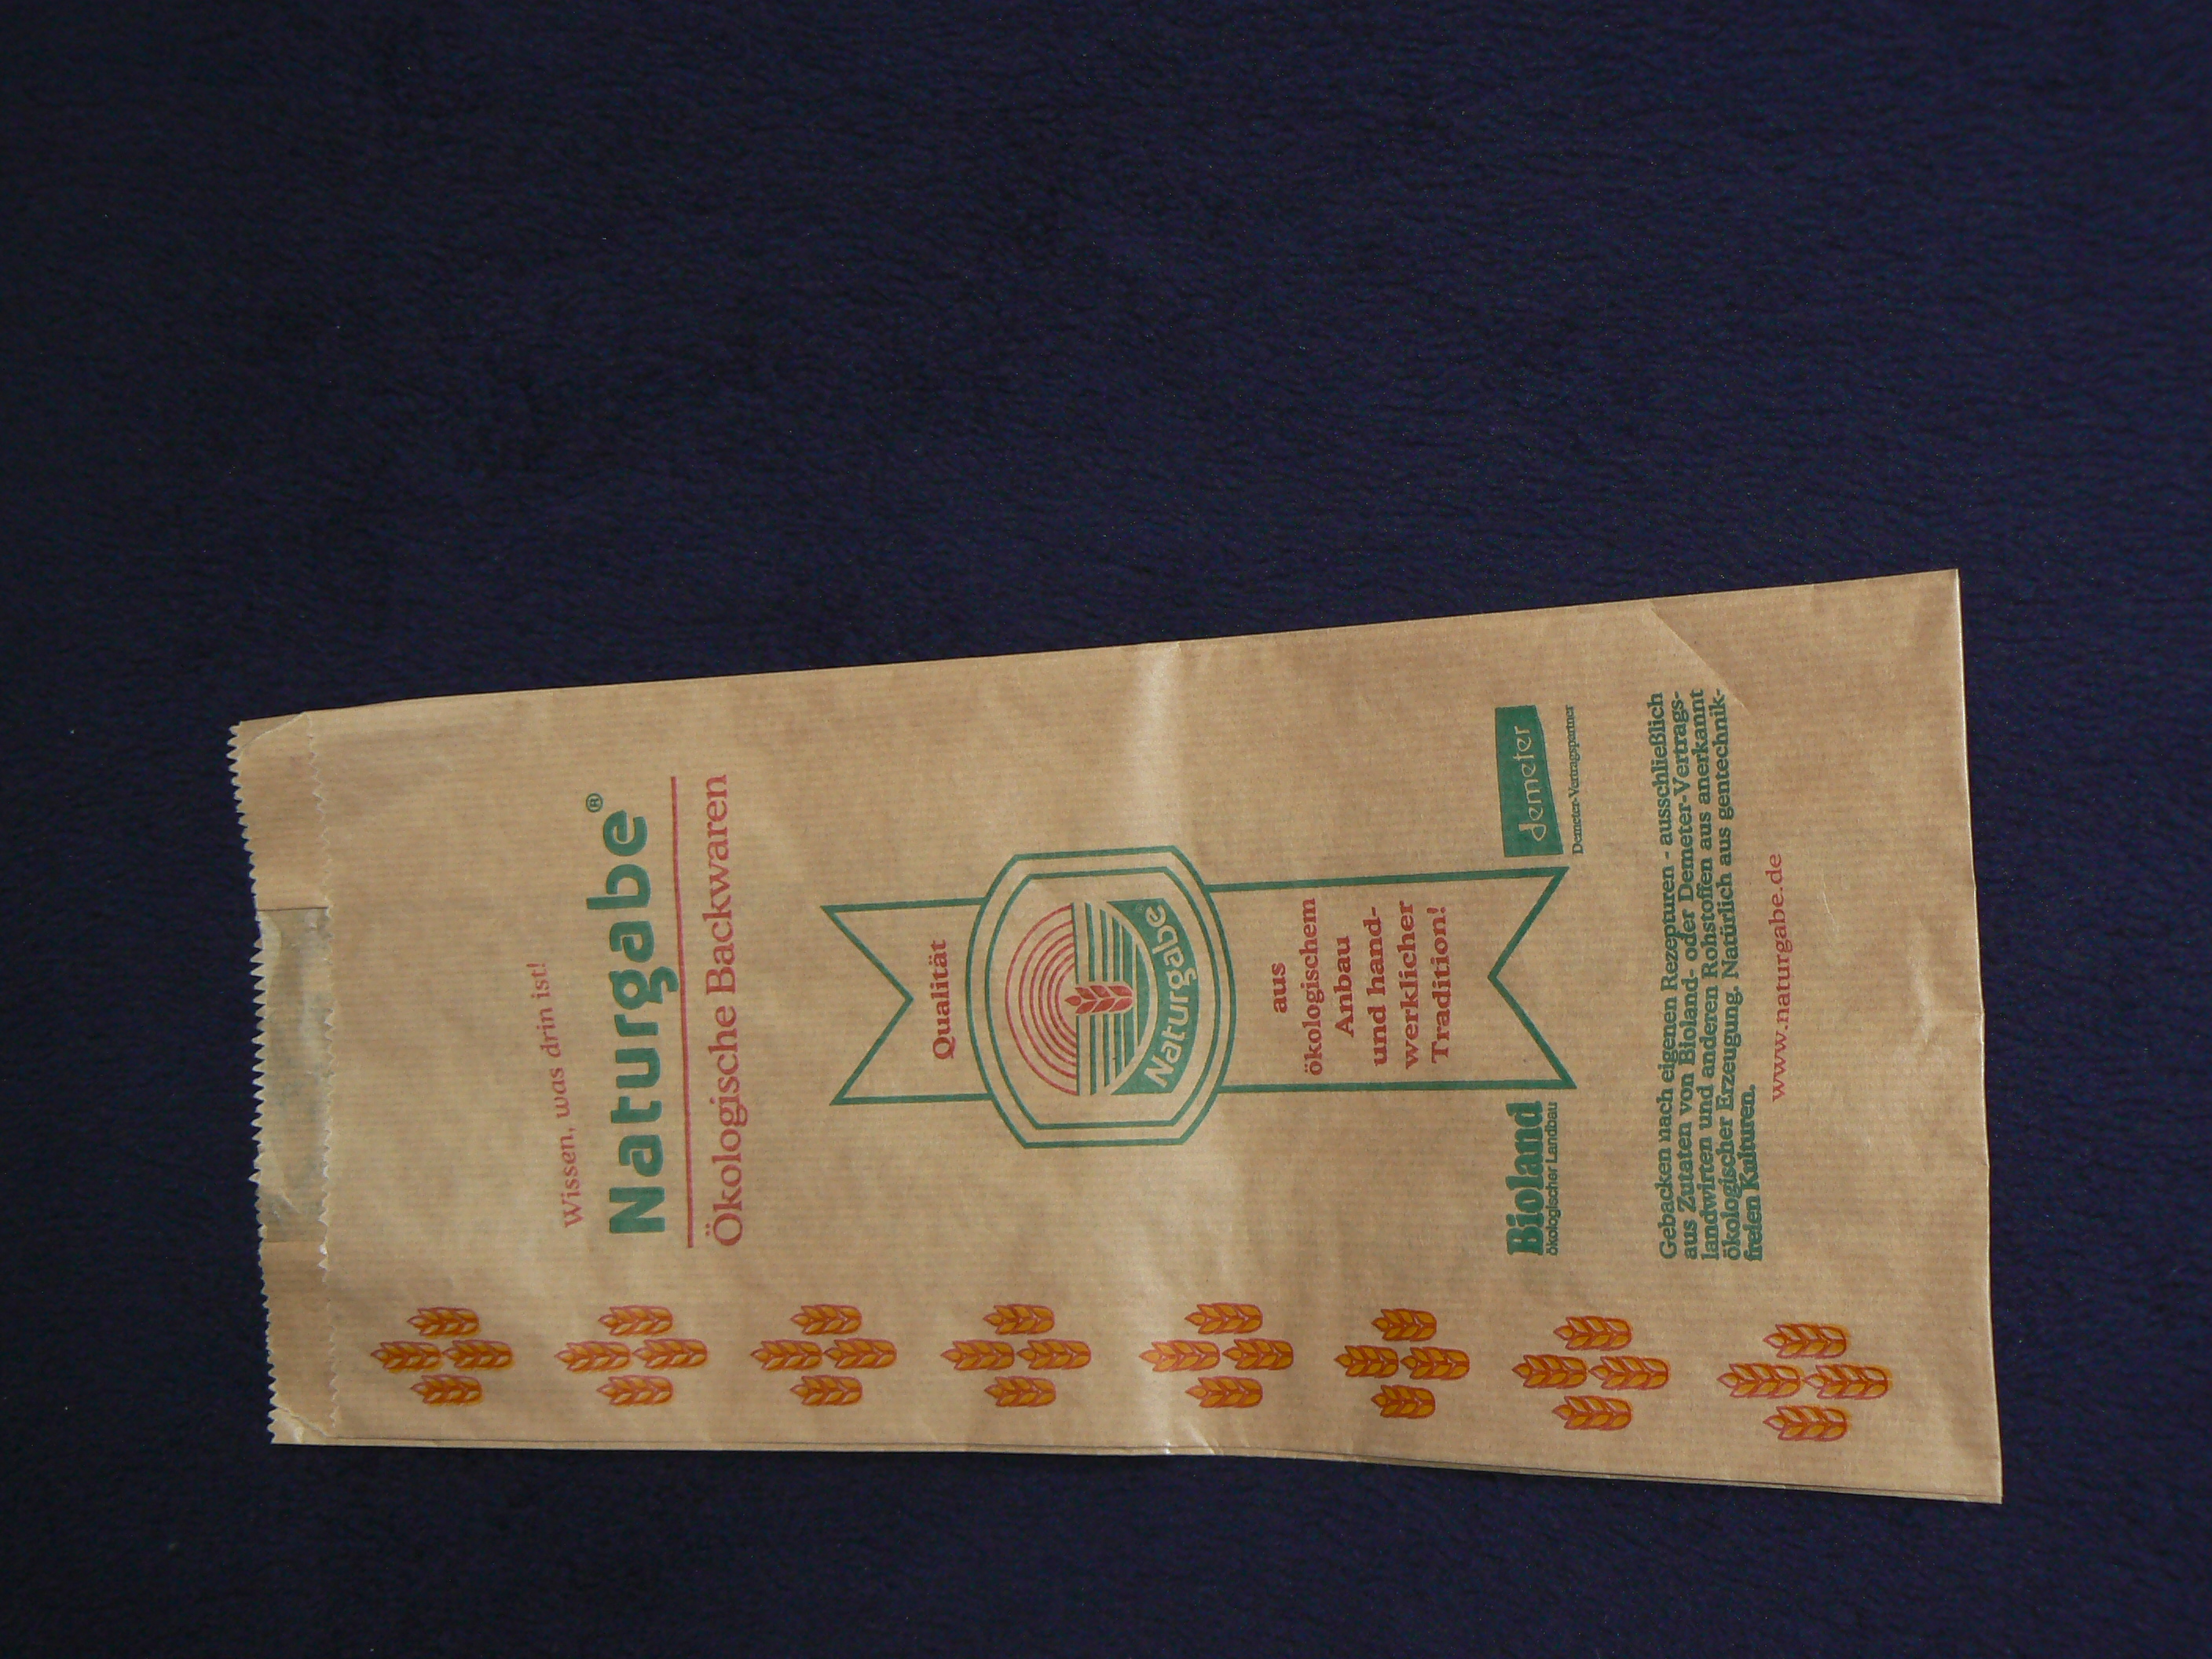 Wissen, was drin ist!
Naturgabe®
Ökologische Backwaren
Qualität
Naturgabe
aus
ökologischem
Anbau
und hand-
werklicher
Tradition!
Bioland
ökologischer Landbau
demeter
Demeter-Vertragspartner
Gebacken nach eigenen Rezepturen - ausschließlich
aus Zutaten von Bioland- oder Demeter-Vertrags-
landwirten und anderen Rohstoffen aus anerkannt
ökologischer Erzeugung. Natürlich aus gentechnik-
freien Kulturen.
www.naturgabe.de